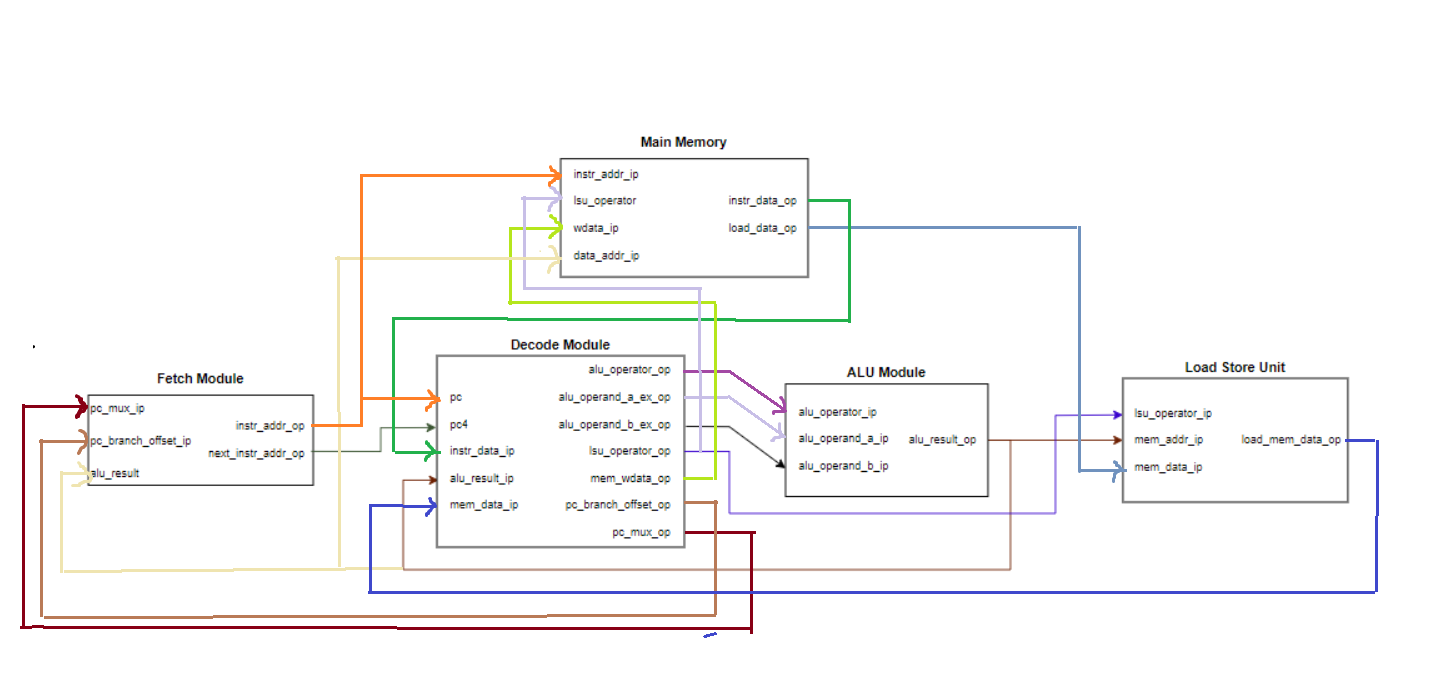 Main Memory
instr_addr_ip
lsu_operator
wdata_ip
data_addr_ip
instr_data_op
load_data_op
Fetch Module
pc_mux_ip
pc_branch_offset_ip
alu_result
instr_addr_op
next_instr_addr_op
Decode Module
pc
pc4
instr_data_ip
alu_result_ip
mem_data_ip
alu_operator_op
alu_operand_a_ex_op
alu_operand_b_ex_op
lsu_operator_op
mem_wdata_op
pc_branch_offset_op
pc_mux_op
ALU Module
alu_operator_ip
alu_operand_a_ip
alu_operand_b_ip
alu_result_op
Load Store Unit
lsu_operator_ip
mem_addr_ip
mem_data_ip
load_mem_data_op